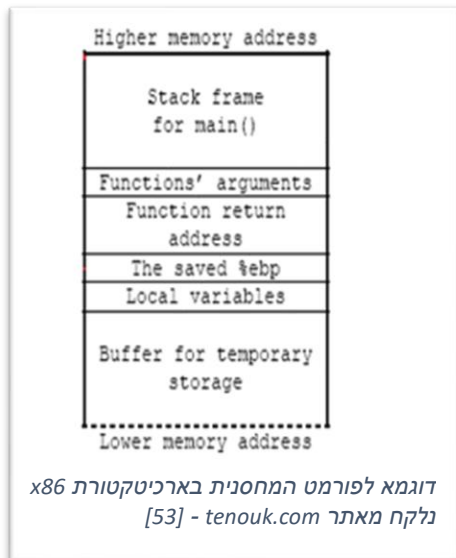 Higher memory address
Stack frame
for main()
Functions' arguments
Function return
address
The saved %ebp
Local variables
Buffer for temporary
storage
Lower memory address
דוגמא לפורמט המחסנית בארכיטקטורת x86
נלקח מאתר tenouk.com - [53]